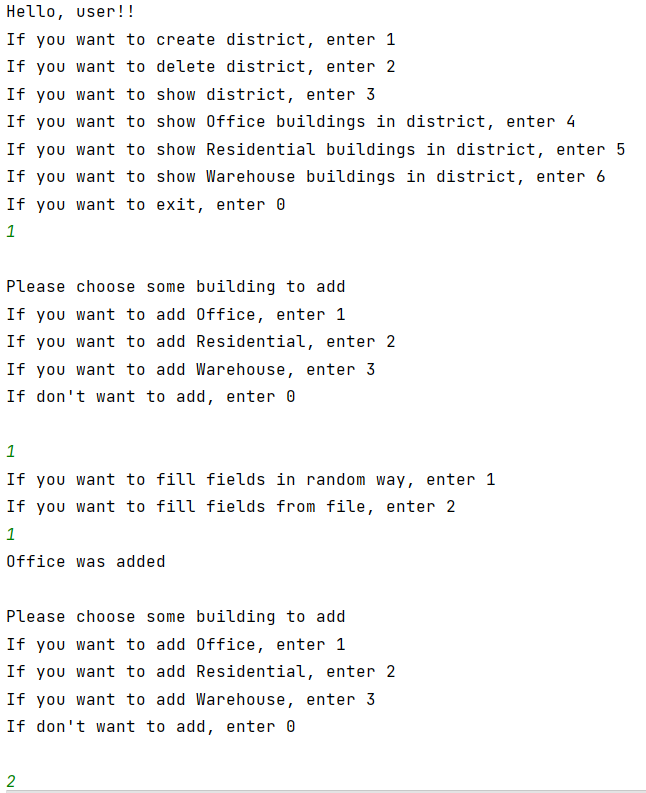 Hello, user!!
If you want to create district, enter 1
If you want to delete district, enter 2
If you want to show district, enter 3
If you want to show Office buildings in district, enter 4
If you want to show Residential buildings in district, enter 5
If you want to show Warehouse buildings in district, enter 6
If you want to exit, enter 0
1
Please choose some building to add
If you want to add Office, enter 1
If you want to add Residential, enter 2
If you want to add Warehouse, enter 3
If don't want to add, enter 0
1
If you want to fill fields in random way, enter 1
If you want to fill fields from file, enter 2
1
Office was added
Please choose some building to add
If you want to add Office, enter 1
If you want to add Residential, enter 2
If you want to add Warehouse, enter 3
If don't want to add, enter 0
2